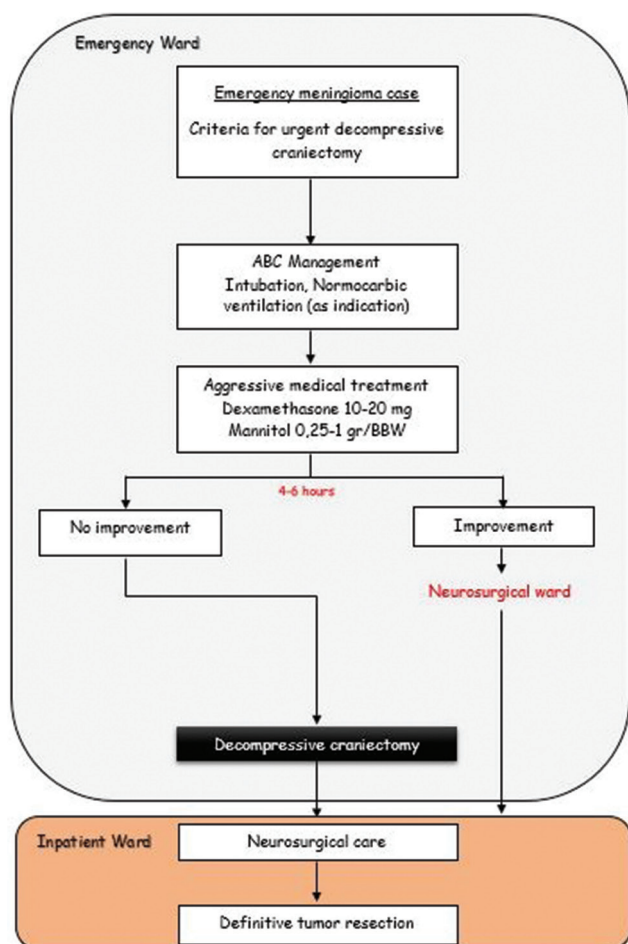 Emergency Ward
Emergency meningioma case
Criteria for urgent decompressive
craniectomy
ABC Management
Intubation, Normocarbic
ventilation (as indication)
Aggressive medical treatment
Dexamethasone 10-20 mg
Mannitol 0,25-1 gr/BBW
4-6 hours
No improvement
Improvement
Neurosurgical ward
Decompressive craniectomy
Inpatient Ward
Neurosurgical care
Definitive tumor resection